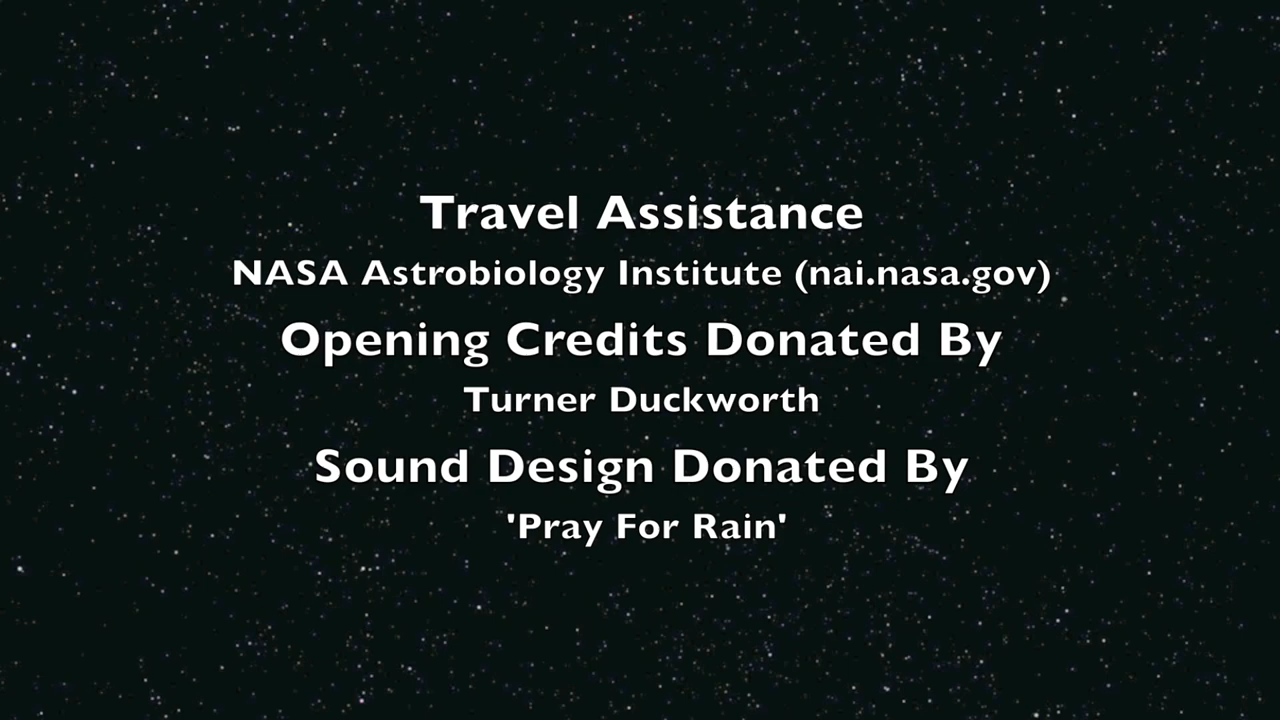 Travel Assistance
NASA Astrobiology Institute (nai.nasa.gov)
Opening Credits Donated By
Turner Duckworth
Sound Design Donated By
'Pray For Rain'